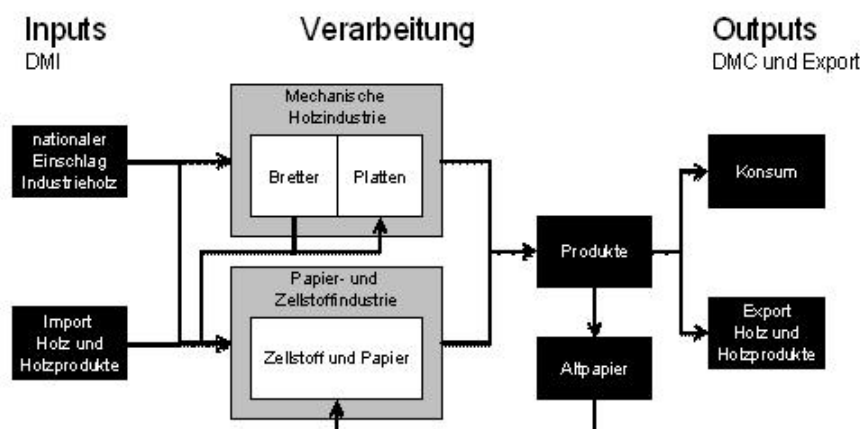 Inputs
DMI
Verarbeitung
Outputs
DMC und Export
nationaler
Einschlag
Industrieholz
Import
Holz und
Holzprodukte
Mechanische
Holzindustrie
Bretter
Platten
Papier- und
Zellstoffindustrie
Zellstoff und Papier
Produkte
Altpapier
Konsum
Export
Holz und
Holzprodukte